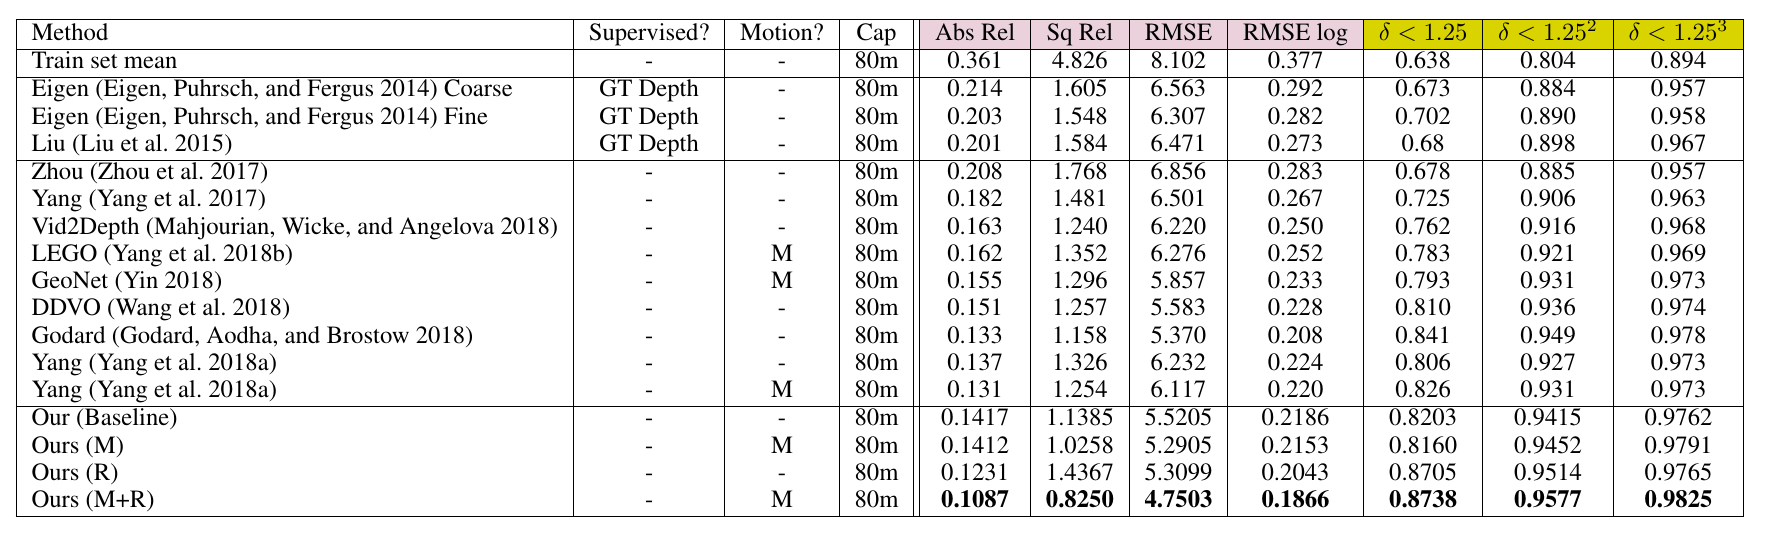 Method Supervised? Motion? Cap Abs Rel Sq Rel RMSE RMSE log δ < 1.25 δ < 1.25² δ < 1.25³
Train set mean - - 80m 0.361 4.826 8.102 0.377 0.638 0.804 0.894
Eigen (Eigen, Puhrsch, and Fergus 2014) Coarse GT Depth - 80m 0.214 1.605 6.563 0.292 0.673 0.884 0.957
Eigen (Eigen, Puhrsch, and Fergus 2014) Fine GT Depth - 80m 0.203 1.548 6.307 0.282 0.702 0.890 0.958
Liu (Liu et al. 2015) GT Depth - 80m 0.201 1.584 6.471 0.273 0.68 0.898 0.967
Zhou (Zhou et al. 2017) - - 80m 0.208 1.768 6.856 0.283 0.678 0.885 0.957
Yang (Yang et al. 2017) - - 80m 0.182 1.481 6.501 0.267 0.725 0.906 0.963
Vid2Depth (Mahjourian, Wicke, and Angelova 2018) - - 80m 0.163 1.240 6.220 0.250 0.762 0.916 0.968
LEGO (Yang et al. 2018b) - M 80m 0.162 1.352 6.276 0.252 0.783 0.921 0.969
GeoNet (Yin 2018) - M 80m 0.155 1.296 5.857 0.233 0.793 0.931 0.973
DDVO (Wang et al. 2018) - - 80m 0.151 1.257 5.583 0.228 0.810 0.936 0.974
Godard (Godard, Aodha, and Brostow 2018) - - 80m 0.133 1.158 5.370 0.208 0.841 0.949 0.978
Yang (Yang et al. 2018a) - - 80m 0.137 1.326 6.232 0.224 0.806 0.927 0.973
Yang (Yang et al. 2018a) - M 80m 0.131 1.254 6.117 0.220 0.826 0.931 0.973
Our (Baseline) - - 80m 0.1417 1.1385 5.5205 0.2186 0.8203 0.9415 0.9762
Ours (M) - M 80m 0.1412 1.0258 5.2905 0.2153 0.8160 0.9452 0.9791
Ours (R) - - 80m 0.1231 1.4367 5.3099 0.2043 0.8705 0.9514 0.9765
Ours (M+R) - M 80m 0.1087 0.8250 4.7503 0.1866 0.8738 0.9577 0.9825